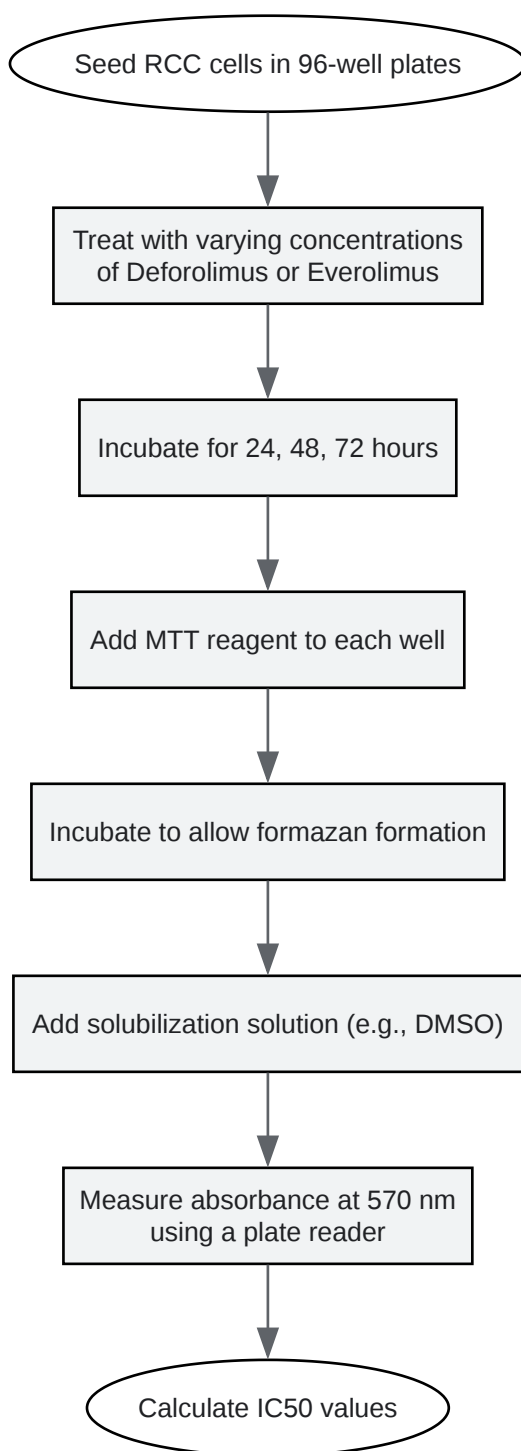 Seed RCC cells in 96-well plates
Treat with varying concentrations
of Deforolimus or Everolimus
Incubate for 24, 48, 72 hours
Add MTT reagent to each well
Incubate to allow formazan formation
Add solubilization solution (e.g., DMSO)
Measure absorbance at 570 nm
using a plate reader
Calculate IC50 values